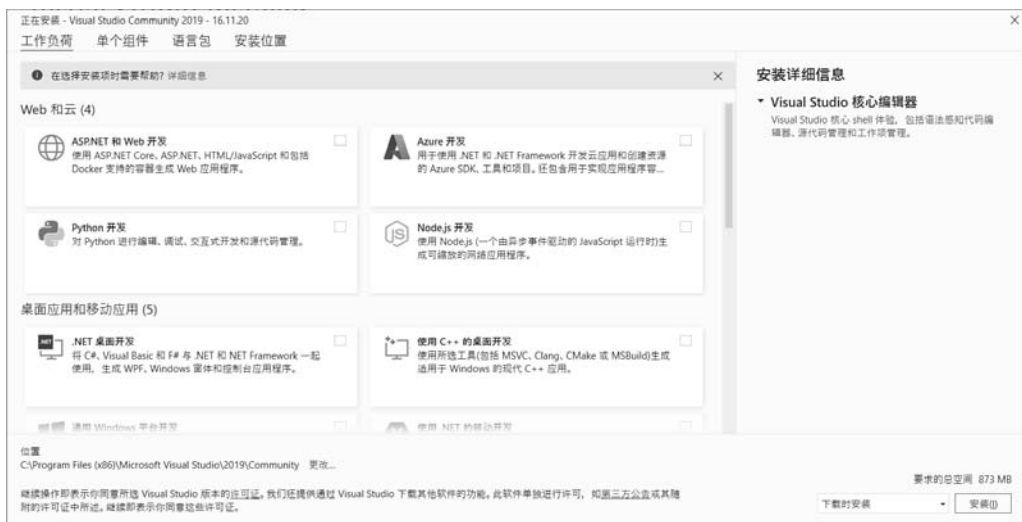 正在安装 - Visual Studio Community 2019 - 16.11.20
工作负荷 单个组件 语言包 安装位置
在选择安装项时需要帮助? 详细信息
Web 和云 (4)
ASP.NET 和 Web 开发
使用 ASP.NET Core、ASP.NET、HTML/JavaScript 和包括
Docker 支持的容器生成 Web 应用程序。
Azure 开发
用于使用 .NET 和 .NET Framework 开发云应用和创建资源
的 Azure SDK、工具和项目。还包含用于实现应用程序容...
Python 开发
对 Python 进行编辑、调试、交互式开发和源代码管理。
Node.js 开发
使用 Node.js (一个由异步事件驱动的 JavaScript 运行时)生
成可缩放的网络应用程序。
桌面应用和移动应用 (5)
.NET 桌面开发
将 C#、Visual Basic 和 F# 与 .NET 和 .NET Framework 一起
使用，生成 WPF、Windows 窗体和控制台应用程序。
使用 C++ 的桌面开发
使用所选工具(包括 MSVC、Clang、CMake 或 MSBuild)生成
适用于 Windows 的现代 C++ 应用。
通用 Windows 平台开发
使用 .NET 的移动开发
安装详细信息
Visual Studio 核心编辑器
Visual Studio 核心 shell 体验，包括语法感知代码编
辑器、源代码管理和工作项管理。
位置
C:\Program Files (x86)\Microsoft Visual Studio\2019\Community 更改...
继续操作即表示你同意所选 Visual Studio 版本的许可证。我们还提供通过 Visual Studio 下载其他软件的功能。此软件单独进行许可，如第三方公告或其随
附的许可证中所述。继续即表示你同意这些许可证。
要求的总空间 873 MB
下载时安装 安装(I)